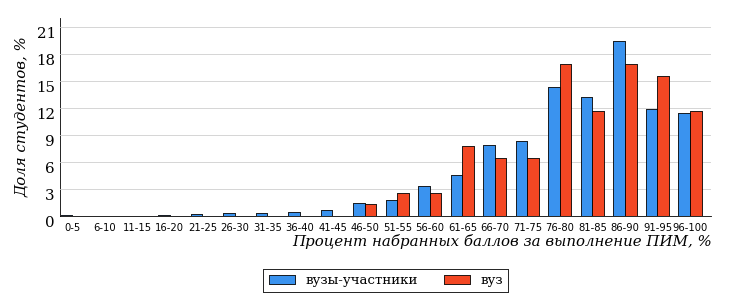 Доля студентов, %
21
18
15
12
9
6
3
0
0-5 6-10 11-15 16-20 21-25 26-30 31-35 36-40 41-45 46-50 51-55 56-60 61-65 66-70 71-75 76-80 81-85 86-90 91-95 96-100
Процент набранных баллов за выполнение ПИМ, %
вузы-участники вуз